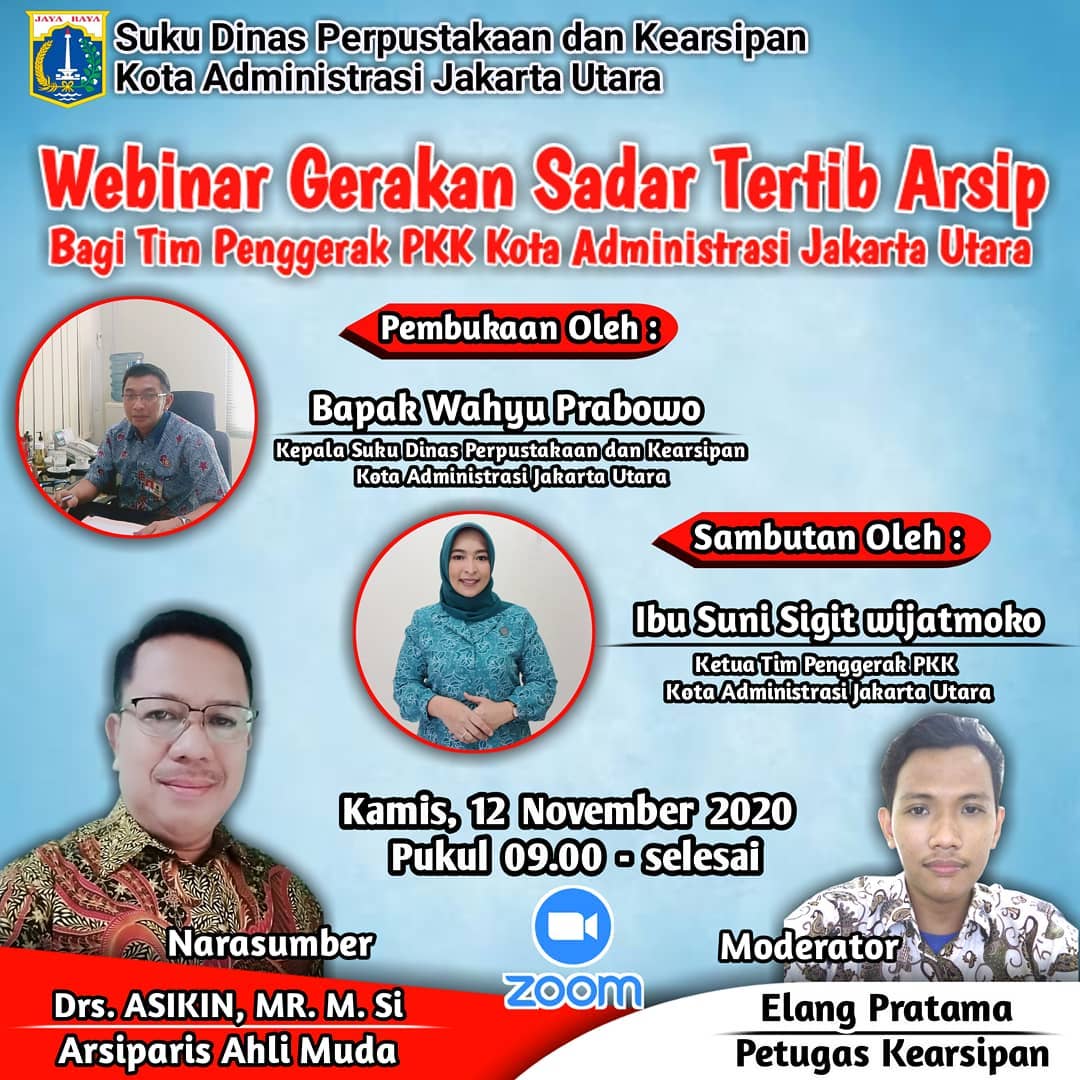 JAYA RAYA
Suku Dinas Perpustakaan dan Kearsipan
Kota Administrasi Jakarta Utara
Webinar Gerakan Sadar Tertib Arsip
Bagi Tim Penggerak PKK Kota Administrasi Jakarta Utara
Pembukaan Oleh :
Bapak Wahyu Prabowo
Kepala Suku Dinas Perpustakaan dan Kearsipan
Kota Administrasi Jakarta Utara
Sambutan Oleh :
Ibu Suni Sigit wijatmoko
Ketua Tim Penggerak PKK
Kota Administrasi Jakarta Utara
Kamis, 12 November 2020
Pukul 09.00 - selesai
zoom
Narasumber
Drs. ASIKIN, MR. M. Si
Arsiparis Ahli Muda
Moderator
Elang Pratama
Petugas Kearsipan